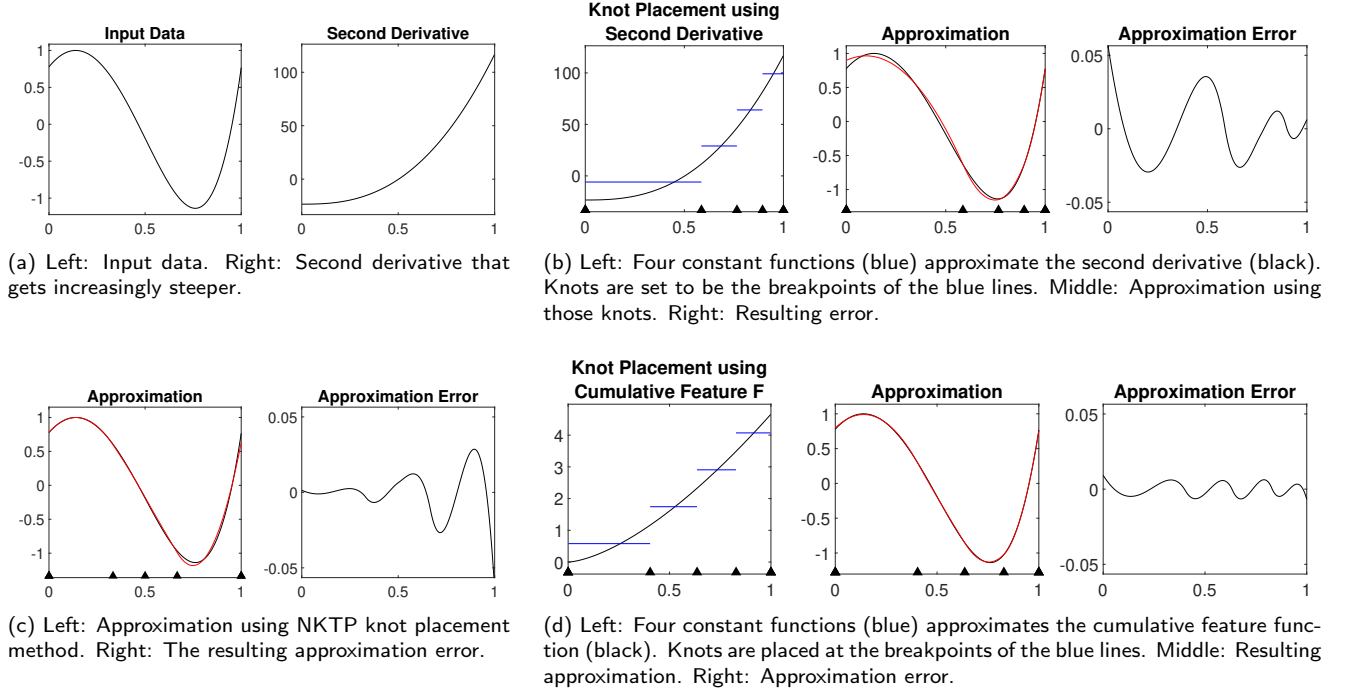 Input Data
1
0.5
0
-0.5
-1
0 0.5 1
Second Derivative
100
50
0
0 0.5 1
(a) Left: Input data. Right: Second derivative that
gets increasingly steeper.
Knot Placement using
Second Derivative
100
50
0
0 0.5 1
Approximation
1
0.5
0
-0.5
-1
0 0.5 1
Approximation Error
0.05
0
-0.05
0 0.5 1
(b) Left: Four constant functions (blue) approximate the second derivative (black).
Knots are set to be the breakpoints of the blue lines. Middle: Approximation using
those knots. Right: Resulting error.
Approximation
1
0.5
0
-0.5
-1
0 0.5 1
Approximation Error
0.05
0
-0.05
0 0.5 1
(c) Left: Approximation using NKTP knot placement
method. Right: The resulting approximation error.
Knot Placement using
Cumulative Feature F
4
3
2
1
0
0 0.5 1
Approximation
1
0.5
0
-0.5
-1
0 0.5 1
Approximation Error
0.05
0
-0.05
0 0.5 1
(d) Left: Four constant functions (blue) approximates the cumulative feature func-
tion (black). Knots are placed at the breakpoints of the blue lines. Middle: Resulting
approximation. Right: Approximation error.